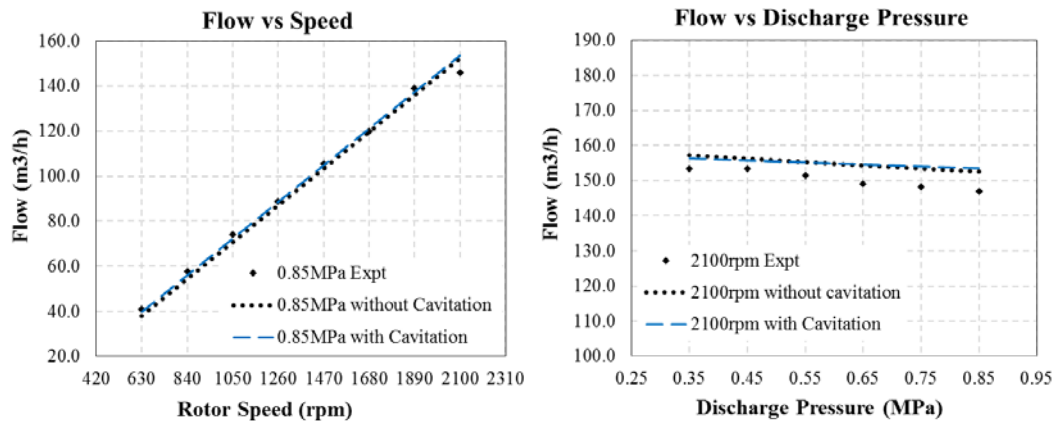 Flow vs Speed
160.0
140.0
120.0
100.0
80.0
60.0
40.0
20.0
Flow (m3/h)
0.85MPa Expt
0.85MPa without Cavitation
0.85MPa with Cavitation
420 630 840 1050 1260 1470 1680 1890 2100 2310
Rotor Speed (rpm)
Flow vs Discharge Pressure
190.0
180.0
170.0
160.0
150.0
140.0
130.0
120.0
110.0
100.0
Flow (m3/h)
2100rpm Expt
2100rpm without cavitation
2100rpm with Cavitation
0.25 0.35 0.45 0.55 0.65 0.75 0.85 0.95
Discharge Pressure (MPa)